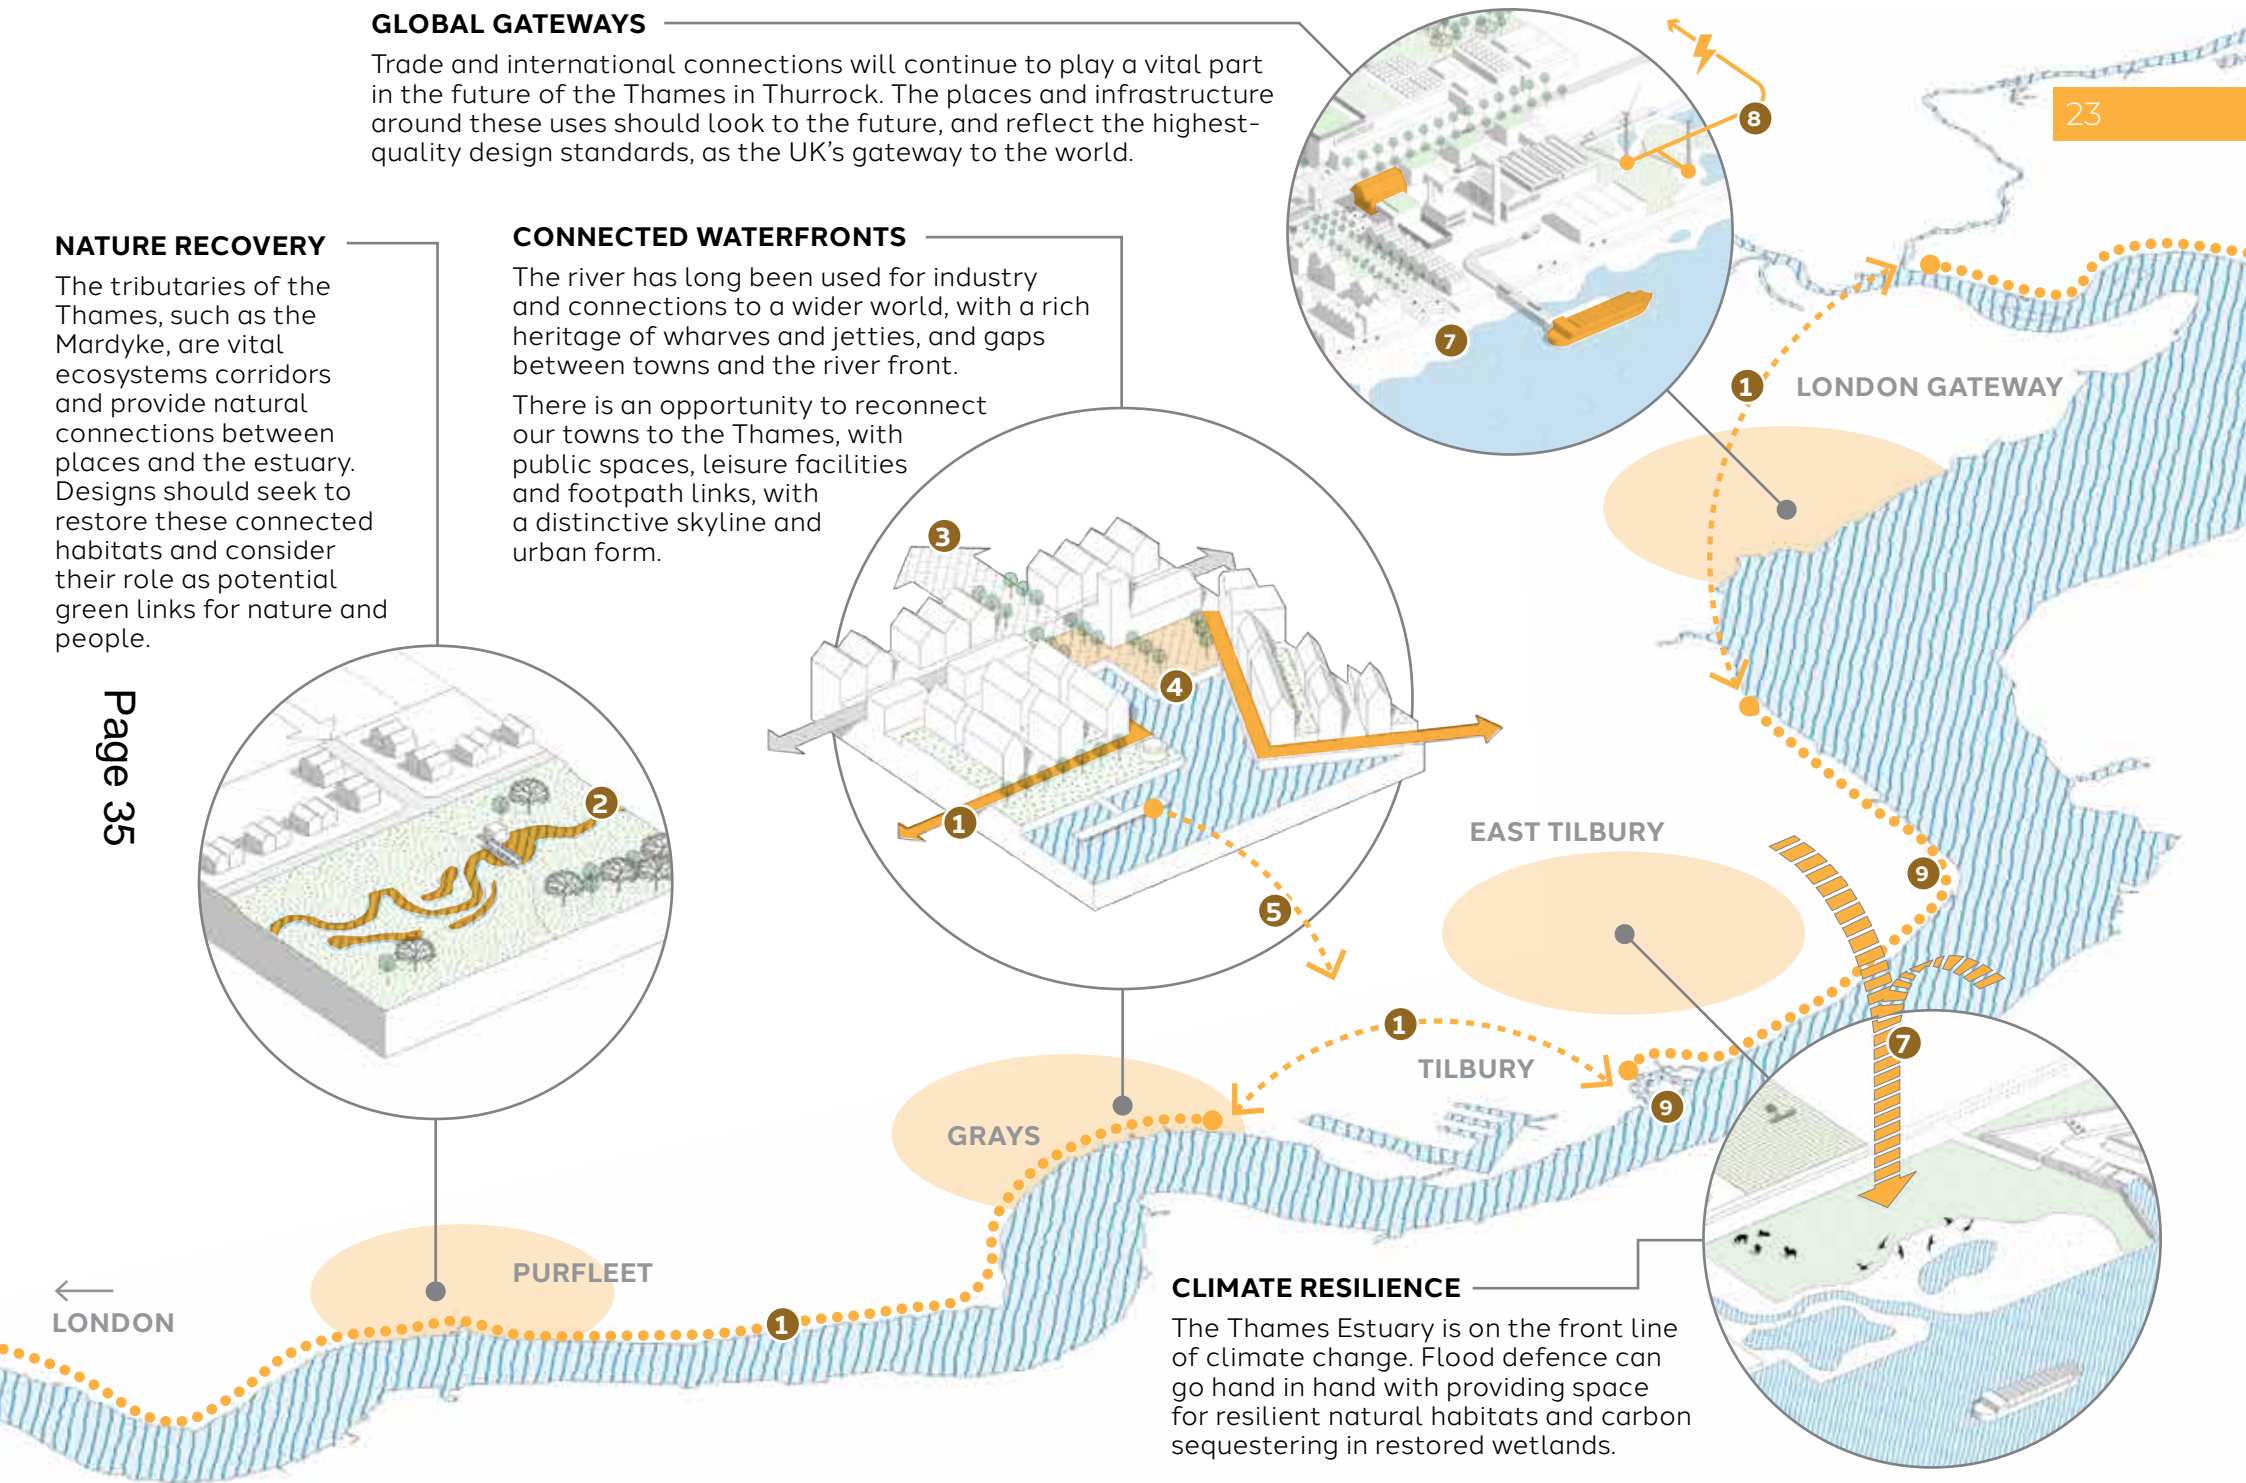 GLOBAL GATEWAYS
Trade and international connections will continue to play a vital part
in the future of the Thames in Thurrock. The places and infrastructure
around these uses should look to the future, and reflect the highest-
quality design standards, as the UK's gateway to the world.
8
23
NATURE RECOVERY
The tributaries of the
Thames, such as the
Mardyke, are vital
ecosystems corridors
and provide natural
connections between
places and the estuary.
Designs should seek to
restore these connected
habitats and consider
their role as potential
green links for nature and
people.
CONNECTED WATERFRONTS
The river has long been used for industry
and connections to a wider world, with a rich
heritage of wharves and jetties, and gaps
between towns and the river front.
There is an opportunity to reconnect
our towns to the Thames, with
public spaces, leisure facilities
and footpath links, with
a distinctive skyline and
urban form.
7
1
LONDON GATEWAY
3
4
1
5
2
Page 35
EAST TILBURY
9
7
1
TILBURY
9
GRAYS
PURFLEET
LONDON
1
CLIMATE RESILIENCE
The Thames Estuary is on the front line
of climate change. Flood defence can
go hand in hand with providing space
for resilient natural habitats and carbon
sequestering in restored wetlands.